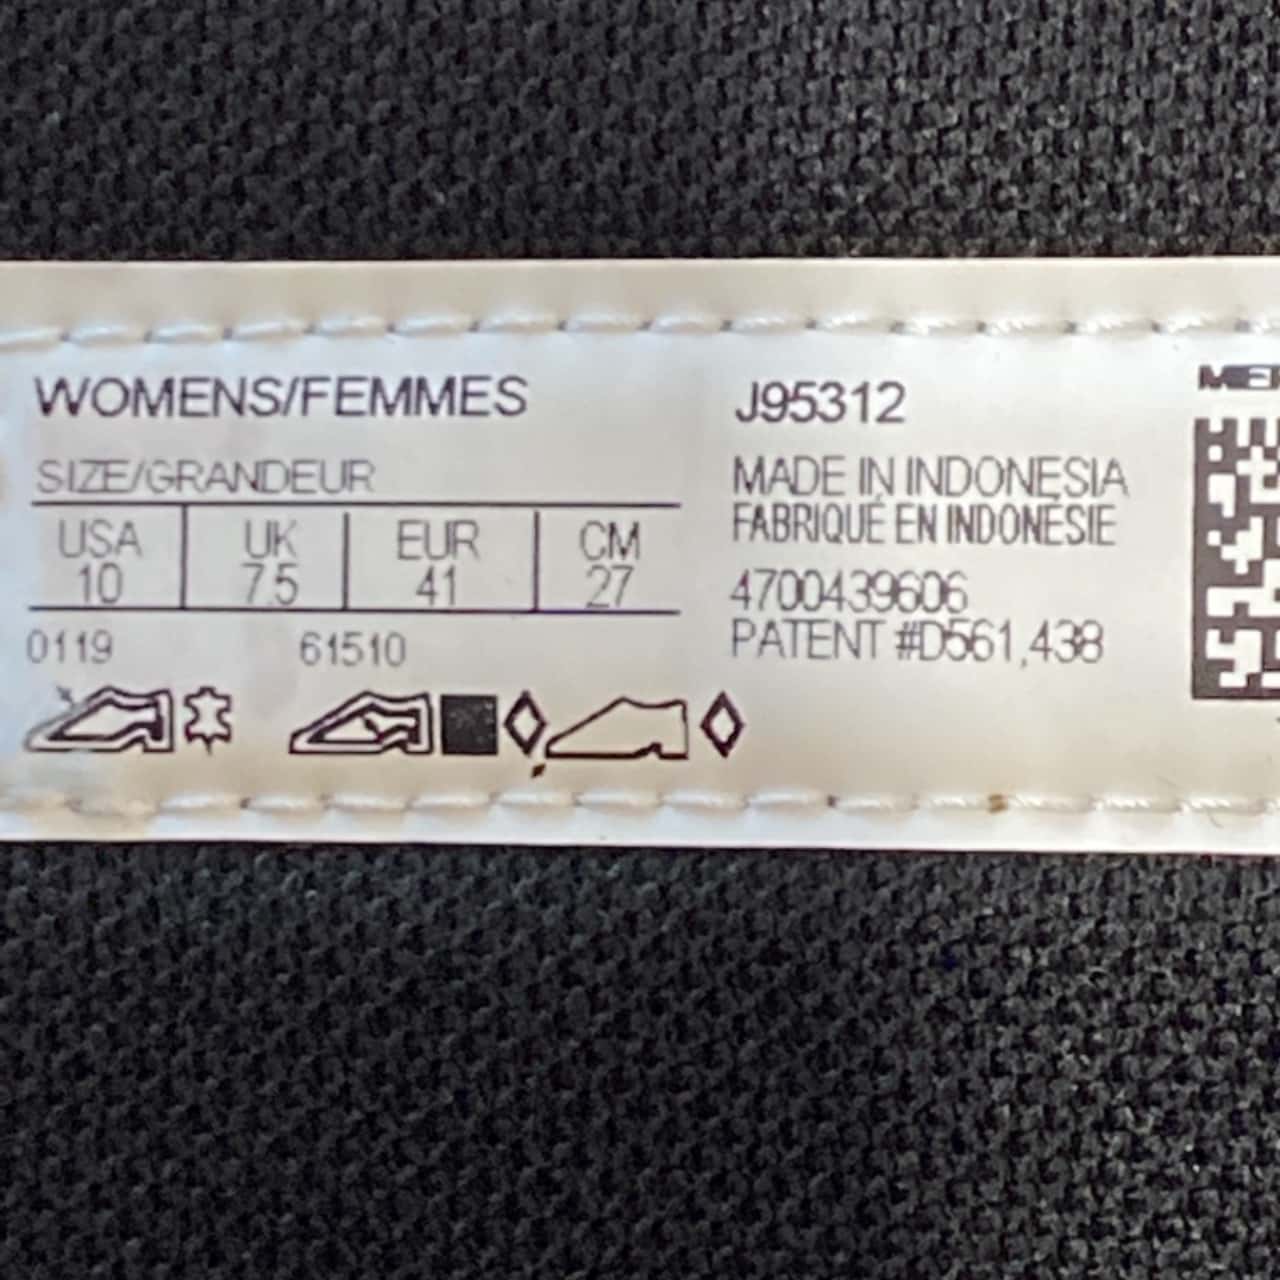 WOMENS/FEMMES
SIZE/GRANDEUR
USA UK EUR CM
10 7.5 41 27
0119 61510
J95312
MADE IN INDONESIA
FABRIQUÉ EN INDONÉSIE
4700439606
PATENT #D561,438